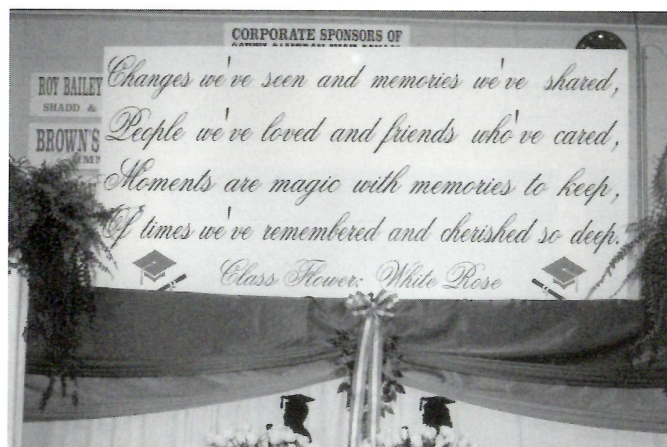 CORPORATE SPONSORS OF
ROY BAILEY
SHADD &
BROWN'S
Changes we've seen and memories we've shared,
People we've loved and friends who've cared,
Moments are magic with memories to keep,
Of times we've remembered and cherished so deep.
Class Flower: White Rose